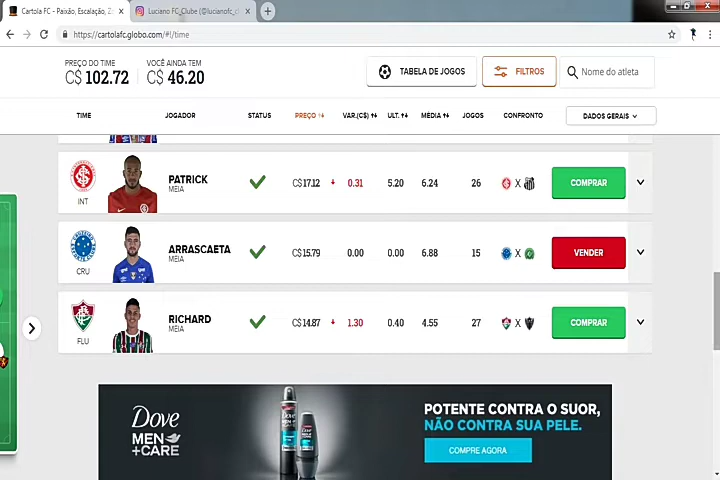 Cartola FC - Paixão, Escalação, Z
Luciano FC_Clube (@lucianofc_cl
https://cartolafc.globo.com/#!/time
PREÇO DO TIME
C$ 102.72
VOCÊ AINDA TEM
C$ 46.20
TABELA DE JOGOS
FILTROS
Nome do atleta
TIME JOGADOR STATUS PREÇO VAR.(C$) ÚLT. MÉDIA JOGOS CONFRONTO DADOS GERAIS
INT
PATRICK
MEIA
C$17.12 0.31 5.20 6.24 26 X COMPRAR
CRU
ARRASCAETA
MEIA
C$15.79 0.00 0.00 6.88 15 X VENDER
FLU
RICHARD
MEIA
C$14.87 1.30 0.40 4.55 27 X COMPRAR
Dove
MEN
+CARE
POTENTE CONTRA O SUOR,
NÃO CONTRA SUA PELE.
COMPRE AGORA